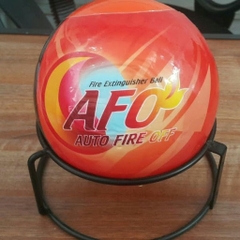 Fire Extinguisher Ball
AFO
AUTO FIRE OFF